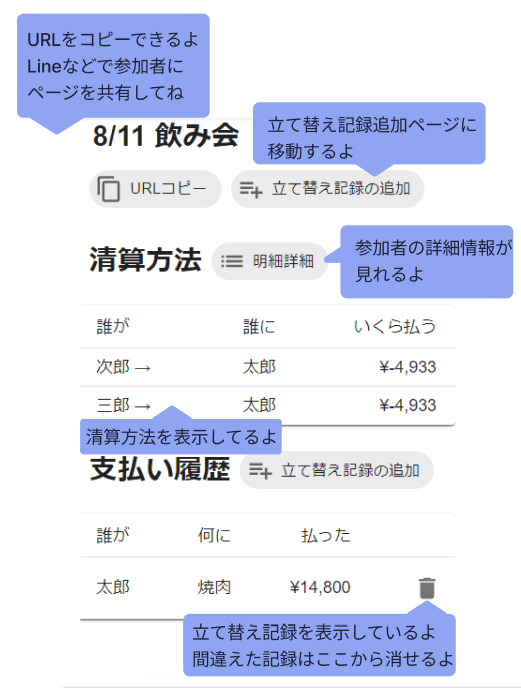 URLをコピーできるよ
Lineなどで参加者に
ページを共有してね
8/11 飲み会
立て替え記録追加ページに
移動するよ
URLコピー
立て替え記録の追加
清算方法
明細詳細
参加者の詳細情報が
見れるよ
誰が 誰に いくら払う
次郎 → 太郎 ¥-4,933
三郎 → 太郎 ¥-4,933
清算方法を表示してるよ
支払い履歴
立て替え記録の追加
誰が 何に 払った
太郎 焼肉 ¥14,800
立て替え記録を表示しているよ
間違えた記録はここから消せるよ